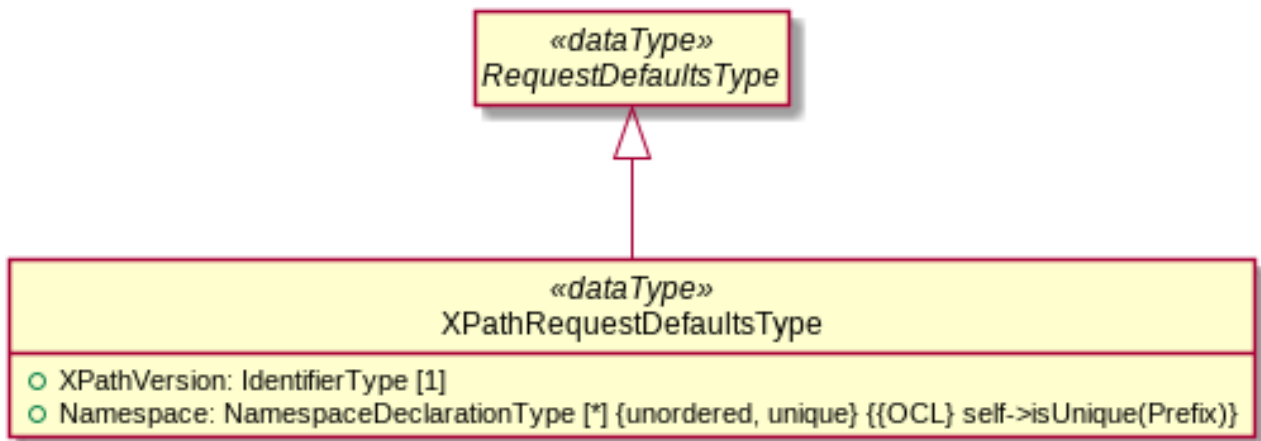 «dataType»
RequestDefaultsType
«dataType»
XPathRequestDefaultsType
XPathVersion: IdentifierType [1]
Namespace: NamespaceDeclarationType [*] {unordered, unique} {{OCL} self->isUnique(Prefix)}